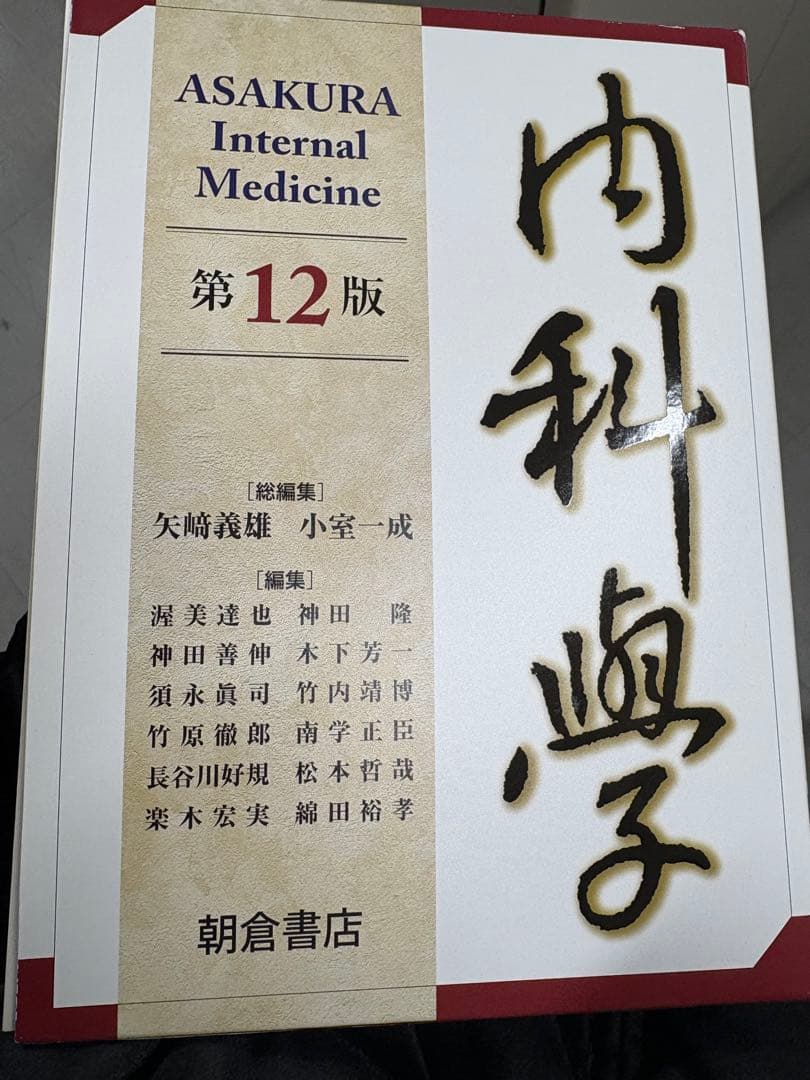 ASAKURA
Internal
Medicine
第12版
[総編集]
矢﨑義雄 小室一成
[編集]
渥美達也 神田 隆
神田善伸 木下芳一
須永眞司 竹内靖博
竹原徹郎 南学正臣
長谷川好規 松本哲哉
楽木宏実 綿田裕孝
朝倉書店
内科學